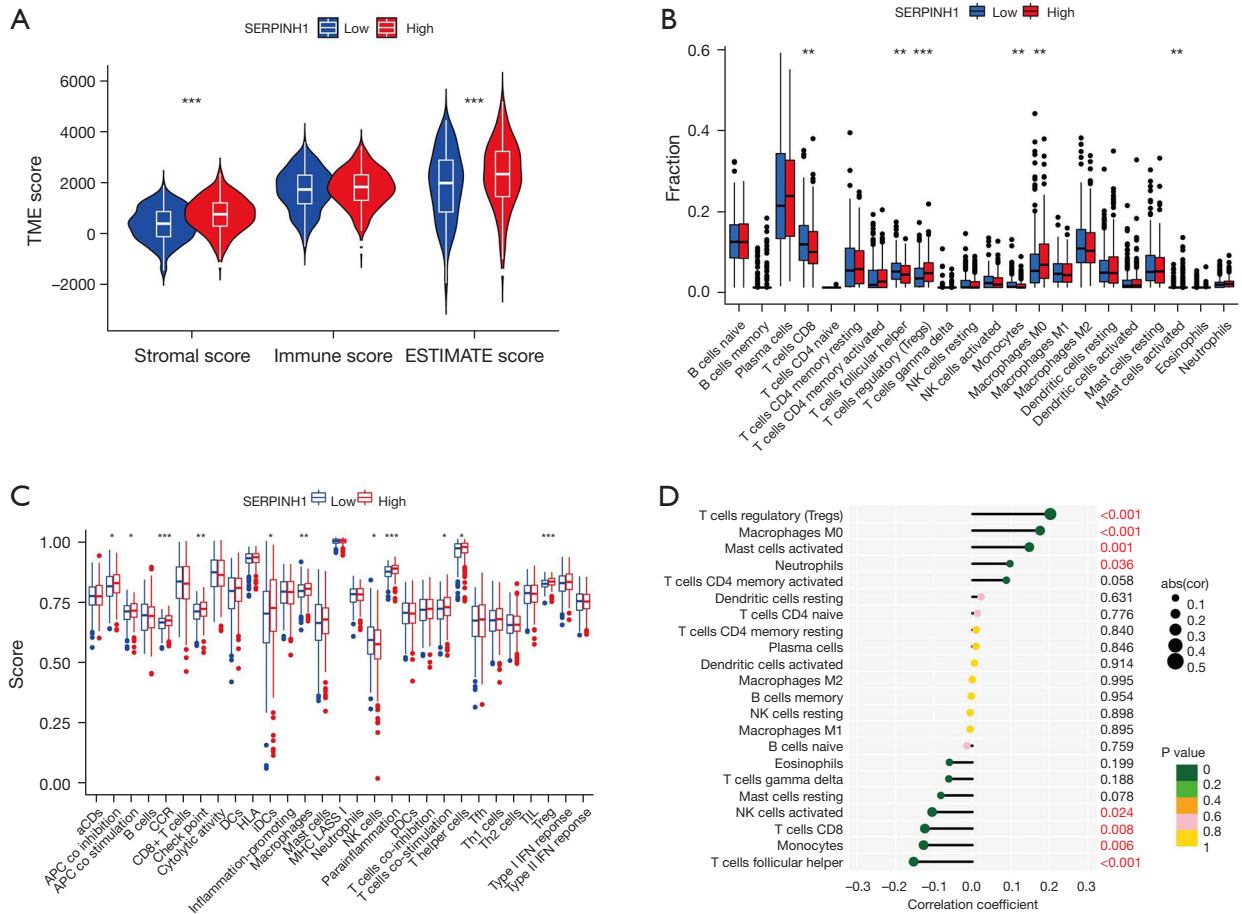 A
SERPINH1 Low High
TME score
6000
4000
2000
0
−2000
***
***
Stromal score
Immune score
ESTIMATE score
B
SERPINH1 Low High
Fraction
0.6
0.4
0.2
0.0
**
**
***
**
**
**
B cells naive
B cells memory
Plasma cells
T cells CD8
T cells CD4 naive
T cells CD4 memory resting
T cells CD4 memory activated
T cells follicular helper
T cells regulatory (Tregs)
T cells gamma delta
NK cells resting
NK cells activated
Monocytes
Macrophages M0
Macrophages M1
Macrophages M2
Dendritic cells resting
Dendritic cells activated
Mast cells resting
Mast cells activated
Eosinophils
Neutrophils
C
SERPINH1 Low High
Score
1.00
0.75
0.50
0.25
0.00
*
*
***
**
*
**
*
***
*
*
***
aCDs
APC co inhibition
APC co stimulation
B cells
CCR
CD8+ T cells
Check point
Cytolytic ativity
DCs
HLA
iDCs
Inflammation-promoting
Macrophages
Mast cells
MHC LASS I
Neutrophils
NK cells
Parainflammation
pDCs
T cells co-inhibition
T cells co-stimulation
T helper cells
Tfh
Th1 cells
Th2 cells
TIL
Treg
Type I IFN reponse
Type II IFN reponse
D
T cells regulatory (Tregs) <0.001
Macrophages M0 <0.001
Mast cells activated 0.001
Neutrophils 0.036
T cells CD4 memory activated 0.058
Dendritic cells resting 0.631
T cells CD4 naive 0.776
T cells CD4 memory resting 0.840
Plasma cells 0.846
Dendritic cells activated 0.914
Macrophages M2 0.995
B cells memory 0.954
NK cells resting 0.898
Macrophages M1 0.895
B cells naive 0.759
Eosinophils 0.199
T cells gamma delta 0.188
Mast cells resting 0.078
NK cells activated 0.024
T cells CD8 0.008
Monocytes 0.006
T cells follicular helper <0.001
−0.3 −0.2 −0.1 0.0 0.1 0.2 0.3
Correlation coefficient
abs(cor)
0.1
0.2
0.3
0.4
0.5
P value
0
0.2
0.4
0.6
0.8
1